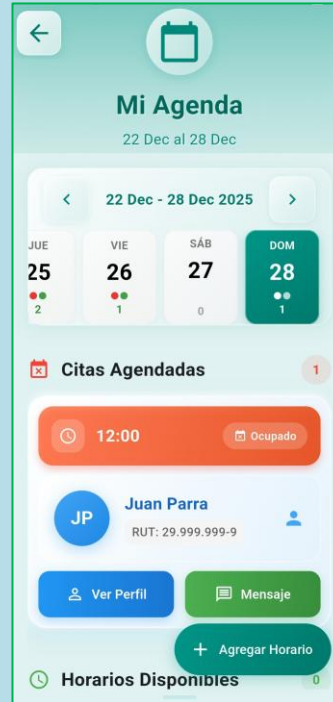 Mi Agenda
22 Dec al 28 Dec
22 Dec - 28 Dec 2025
JUE VIE SÁB DOM
25 26 27 28
2 1 0 1
Citas Agendadas 1
12:00 Ocupado
JP Juan Parra
RUT: 29.999.999-9
Ver Perfil Mensaje
+ Agregar Horario
Horarios Disponibles 0